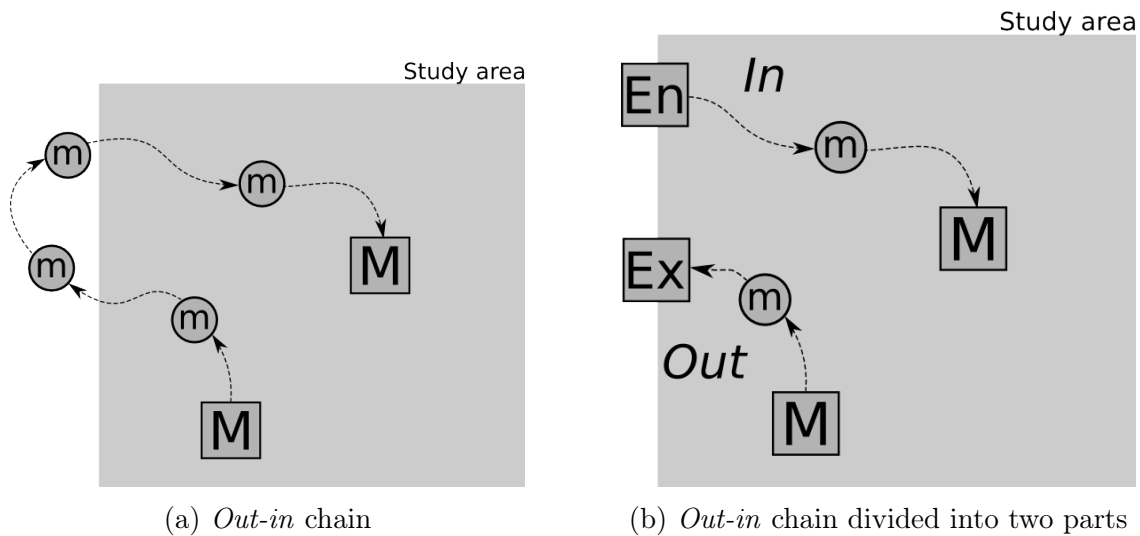 Study area
m
m
m
M
m
M
(a) Out-in chain
Study area
En
In
m
M
Ex
m
Out
M
(b) Out-in chain divided into two parts